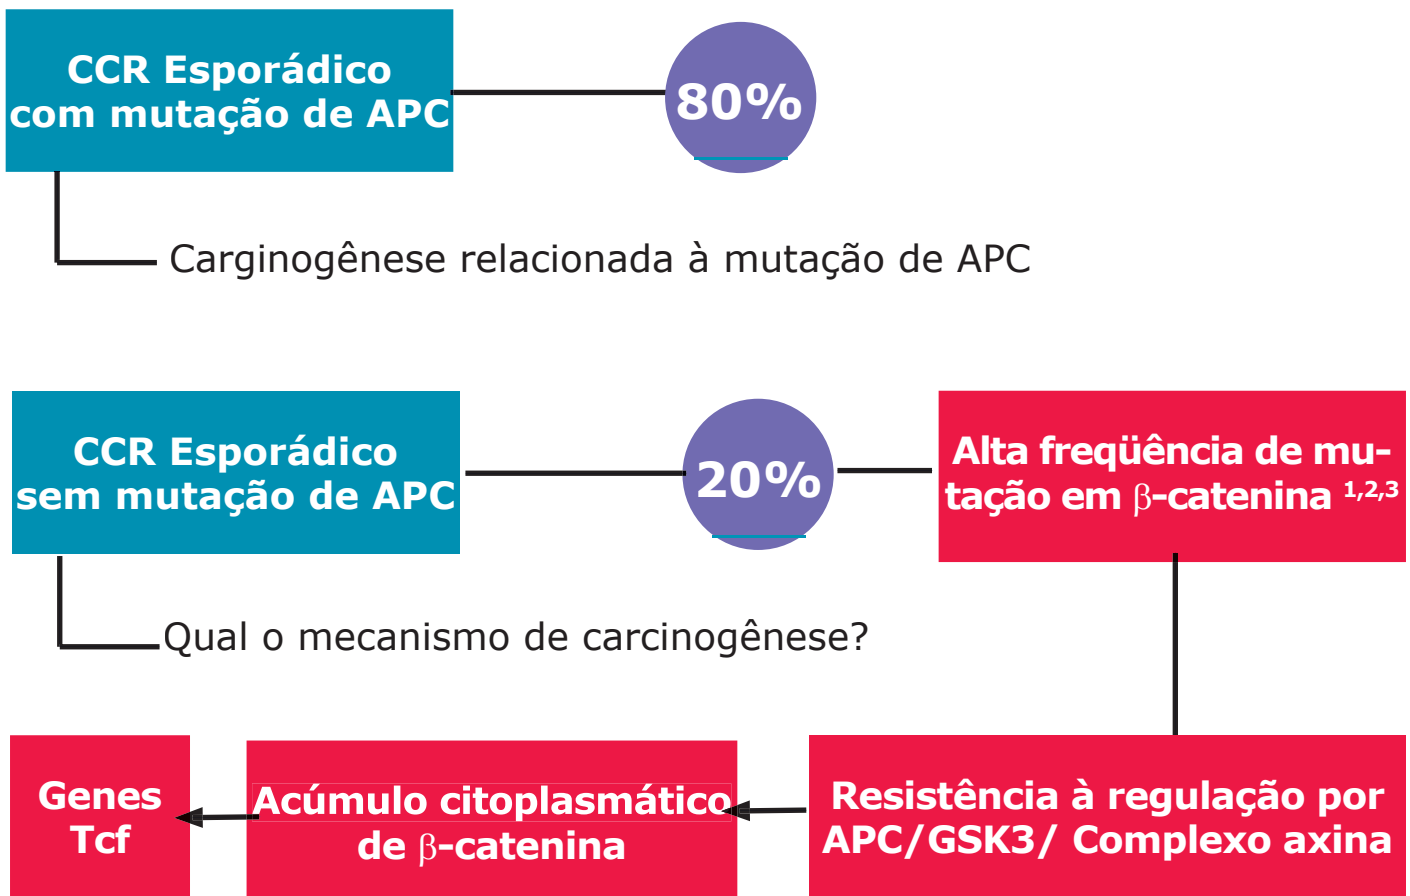 CCR Esporádico
com mutação de APC
80%
Carginogênese relacionada à mutação de APC
CCR Esporádico
sem mutação de APC
20%
Alta freqüência de mu-
tação em β-catenina 1,2,3
Qual o mecanismo de carcinogênese?
Genes
Tcf
Acúmulo citoplasmático
de β-catenina
Resistência à regulação por
APC/GSK3/ Complexo axina